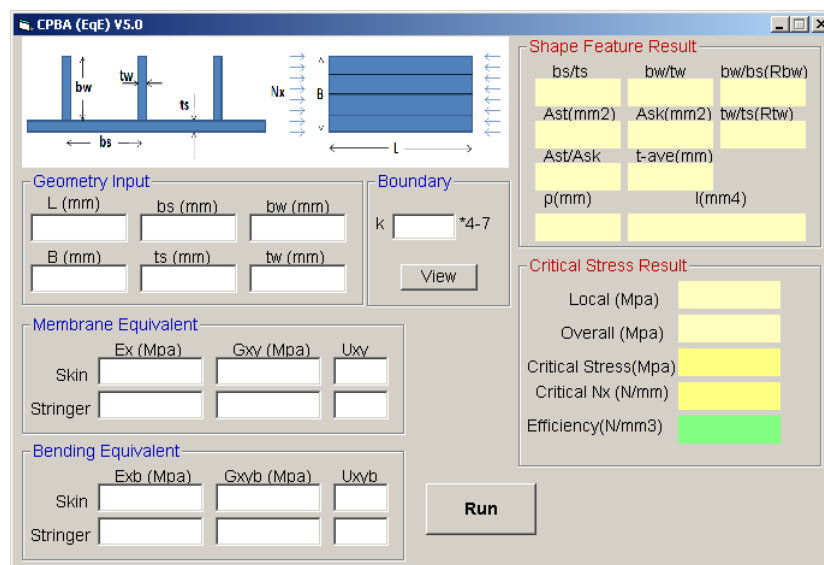 CPBA (EqE) V5.0
bw
tw
ts
bs
Nx
B
L
Geometry Input
L (mm) bs (mm) bw (mm)
B (mm) ts (mm) tw (mm)
Boundary
k *4-7
View
Membrane Equivalent
Ex (Mpa) Gxy (Mpa) Uxy
Skin
Stringer
Bending Equivalent
Exb (Mpa) Gxyb (Mpa) Uxyb
Skin
Stringer
Run
Shape Feature Result
bs/ts bw/tw bw/bs(Rbw)
Ast(mm2) Ask(mm2) tw/ts(Rtw)
Ast/Ask t-ave(mm)
ρ(mm) I(mm4)
Critical Stress Result
Local (Mpa)
Overall (Mpa)
Critical Stress(Mpa)
Critical Nx (N/mm)
Efficiency(N/mm3)